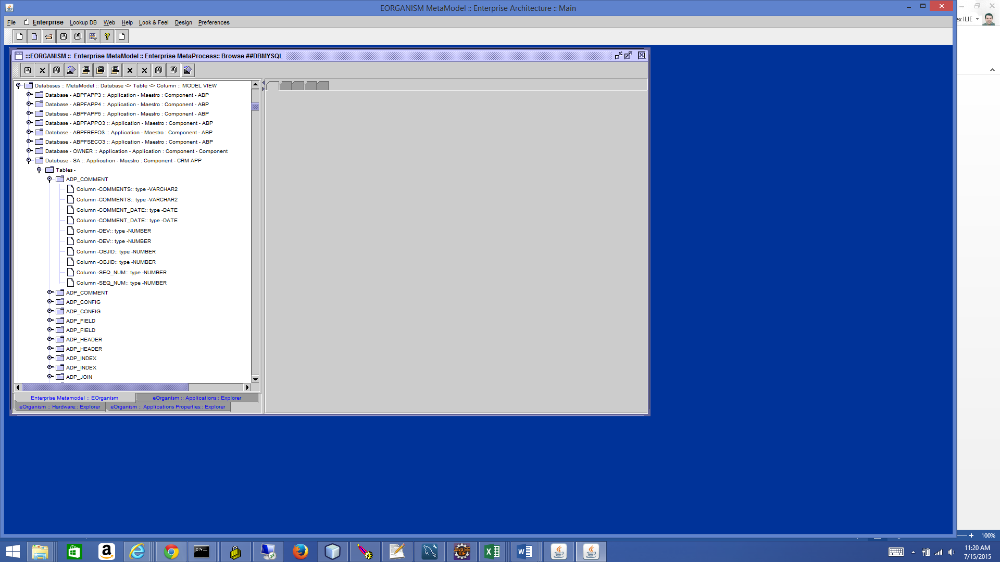 EORGANISM MetaModel :: Enterprise Architecture :: Main
ex ILIE
File Enterprise Lookup DB Web Help Look & Feel Design Preferences
:::EORGANISM :: Enterprise MetaModel :: Enterprise MetaProcess:: Browse ##DBMYSQL
Databases :: MetaModel :: Database <> Table <> Column :: MODEL VIEW
Database - ABPFAPP3 :: Application - Maestro : Component - ABP
Database - ABPFAPP4 :: Application - Maestro : Component - ABP
Database - ABPFAPP5 :: Application - Maestro : Component - ABP
Database - ABPFAPPO3 :: Application - Maestro : Component - ABP
Database - ABPFREFO3 :: Application - Maestro : Component - ABP
Database - ABPFSECO3 :: Application - Maestro : Component - ABP
Database - OWNER :: Application - Application : Component - Component
Database - SA :: Application - Maestro : Component - CRM APP
Tables -
ADP_COMMENT
Column -COMMENTS:: type -VARCHAR2
Column -COMMENTS:: type -VARCHAR2
Column -COMMENT_DATE:: type -DATE
Column -COMMENT_DATE:: type -DATE
Column -DEV:: type -NUMBER
Column -DEV:: type -NUMBER
Column -OBJID:: type -NUMBER
Column -OBJID:: type -NUMBER
Column -SEQ_NUM:: type -NUMBER
Column -SEQ_NUM:: type -NUMBER
ADP_COMMENT
ADP_CONFIG
ADP_CONFIG
ADP_FIELD
ADP_FIELD
ADP_HEADER
ADP_HEADER
ADP_INDEX
ADP_INDEX
ADP_JOIN
Enterprise Metamodel :: EOrganism eOrganism :: Applications:: Explorer
eOrganism :: Hardware:: Explorer eOrganism :: Applications Properties:: Explorer
100%
C:\_
Java EE
IDE
11:20 AM
7/15/2015